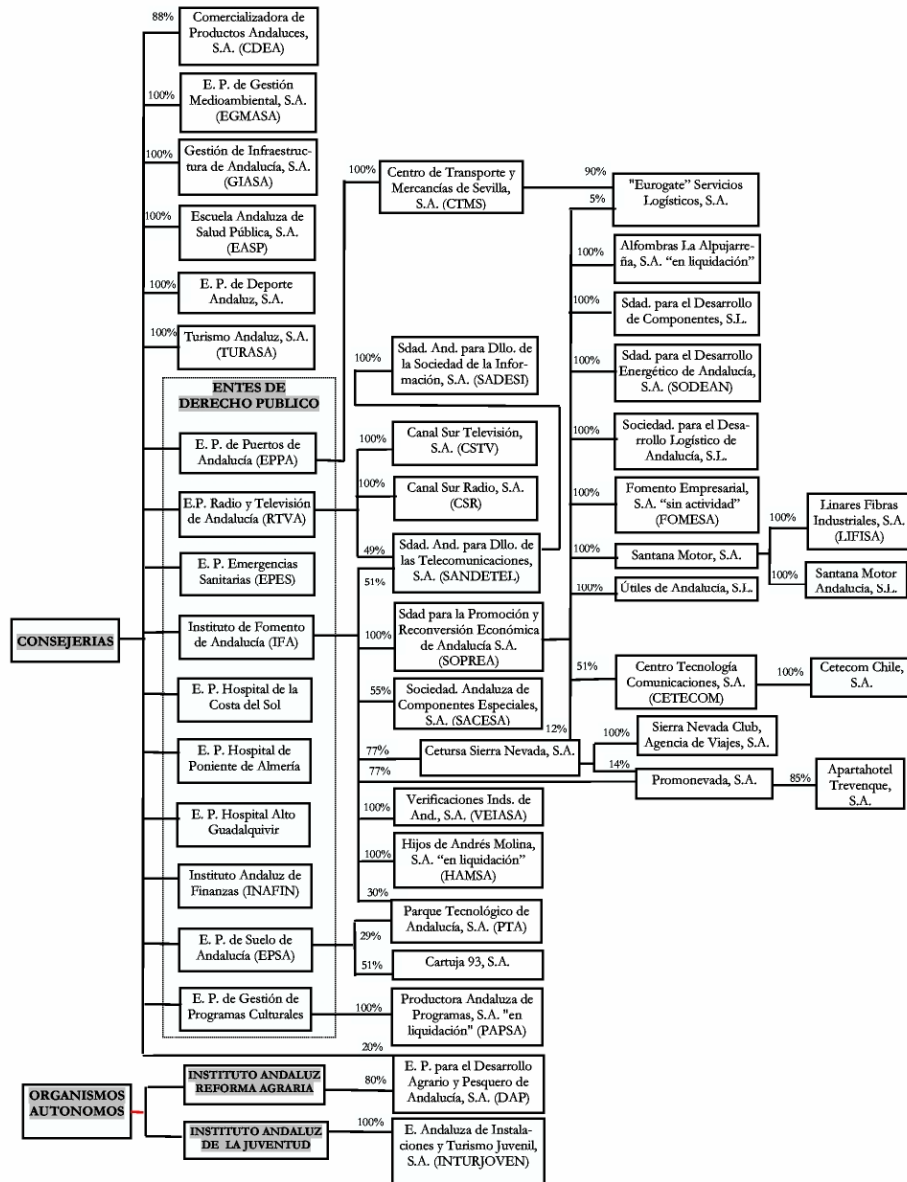 88%
Comercializadora de
Productos Andaluces,
S.A. (CDEA)
100%
E. P. de Gestión
Medioambiental, S.A.
(EGMASA)
100%
Gestión de Infraestruc-
tura de Andalucía, S.A.
(GIASA)
100%
Escuela Andaluza de
Salud Pública, S.A.
(EASP)
100%
E. P. de Deporte
Andaluz, S.A.
100%
Turismo Andaluz, S.A.
(TURASA)
ENTES DE
DERECHO PUBLICO
E. P. de Puertos de
Andalucía (EPPA)
E.P. Radio y Televisión
de Andalucía (RTVA)
E.P. Emergencias
Sanitarias (EPES)
CONSEJERIAS
Instituto de Fomento
de Andalucía (IFA)
E. P. Hospital de la
Costa del Sol
E. P. Hospital de
Poniente de Almería
E. P. Hospital Alto
Guadalquivir
Instituto Andaluz de
Finanzas (INAFIN)
E. P. de Suelo de
Andalucía (EPSA)
E. P. de Gestión de
Programas Culturales
100%
Centro de Transporte y
Mercancías de Sevilla,
S.A. (CTMS)
100%
Sdad. And. para Dllo. de
la Sociedad de la Infor-
mación, S.A. (SADESI)
100%
Canal Sur Televisión,
S.A. (CSTV)
100%
Canal Sur Radio, S.A.
(CSR)
49%
51%
Sdad. And. para Dllo. de
las Telecomunicaciones,
S.A. (SANDETEL)
100%
Sdad para la Promoción y
Reconversión Económica
de Andalucía S.A.
(SOPREA)
55%
Sociedad. Andaluza de
Componentes Especiales,
S.A. (SACESA)
12%
77%
Cetursa Sierra Nevada, S.A.
77%
100%
Verificaciones Inds. de
And., S.A. (VEIASA)
100%
Hijos de Andrés Molina,
S.A. “en liquidación”
(HAMSA)
30%
29%
Parque Tecnológico de
Andalucía, S.A. (PTA)
51%
Cartuja 93, S.A.
100%
Productora Andaluza de
Programas, S.A. "en
liquidación" (PAPSA)
90%
5%
"Eurogate” Servicios
Logísticos, S.A.
100%
Alfombras La Alpujarre-
ña, S.A. “en liquidación”
100%
Sdad. para el Desarrollo
de Componentes, S.L.
100%
Sdad. para el Desarrollo
Energético de Andalucía,
S.A. (SODEAN)
100%
Sociedad. para el Desa-
rrollo Logístico de
Andalucía, S.L.
100%
Fomento Empresarial,
S.A. “sin actividad”
(FOMESA)
100%
Santana Motor, S.A.
100%
Linares Fibras
Industriales, S.A.
(LIFISA)
100%
Santana Motor
Andalucia, S.L.
100%
Útiles de Andalucía, S.L.
51%
Centro Tecnología
Comunicaciones, S.A.
(CETECOM)
100%
Cetecom Chile,
S.A.
100%
Sierra Nevada Club,
Agencia de Viajes, S.A.
14%
Promonevada, S.A.
85%
Apartahotel
Trevenque,
S.A.
20%
ORGANISMOS
AUTONOMOS
INSTITUTO ANDALUZ
REFORMA AGRARIA
80%
E. P. para el Desarrollo
Agrario y Pesquero de
Andalucía, S.A. (DAP)
INSTITUTO ANDALUZ
DE LA JUVENTUD
100%
E. Andaluza de Instala-
ciones y Turismo Juvenil,
S.A. (INTURJOVEN)